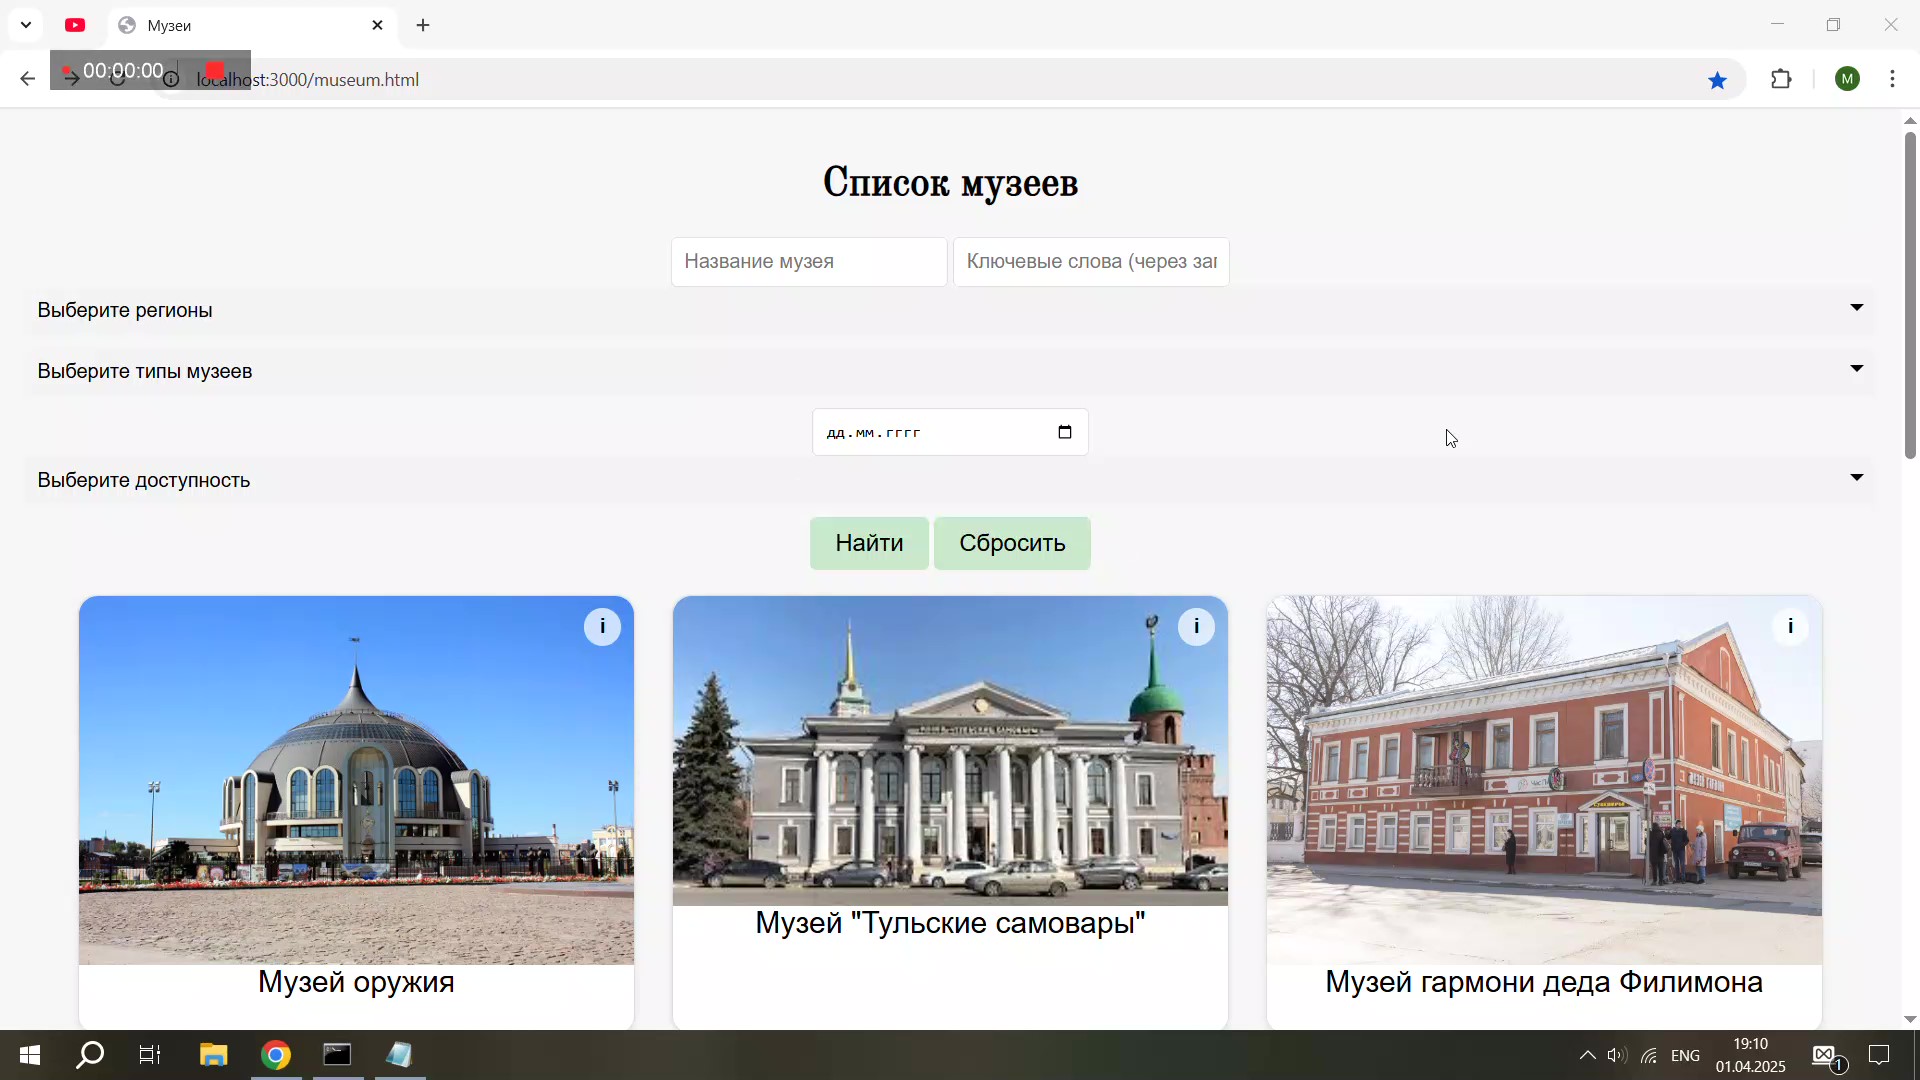 Музеи
00:00:00
localhost:3000/museum.html
M
Список музеев
Название музея
Ключевые слова (через зап
Выберите регионы
Выберите типы музеев
дд.мм.гггг
Выберите доступность
Найти
Сбросить
i
i
i
Музей оружия
Музей "Тульские самовары"
Музей гармони деда Филимона
ENG
19:10
01.04.2025
1